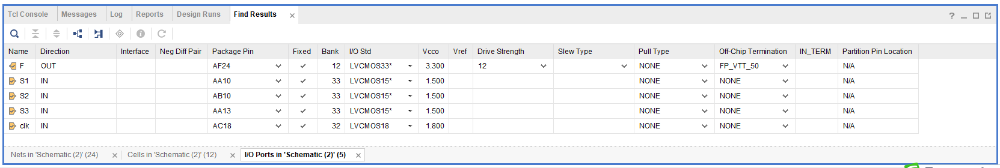 Tcl Console Messages Log Reports Design Runs Find Results
Name Direction Interface Neg Diff Pair Package Pin Fixed Bank I/O Std Vcco Vref Drive Strength Slew Type Pull Type Off-Chip Termination IN_TERM Partition Pin Location
F OUT AF24 12 LVCMOS33* 3.300 12 NONE FP_VTT_50 N/A
S1 IN AA10 33 LVCMOS15* 1.500 NONE NONE N/A
S2 IN AB10 33 LVCMOS15* 1.500 NONE NONE N/A
S3 IN AA13 33 LVCMOS15* 1.500 NONE NONE N/A
clk IN AC18 32 LVCMOS18 1.800 NONE NONE N/A
Nets in 'Schematic (2)' (24) Cells in 'Schematic (2)' (12) I/O Ports in 'Schematic (2)' (5)